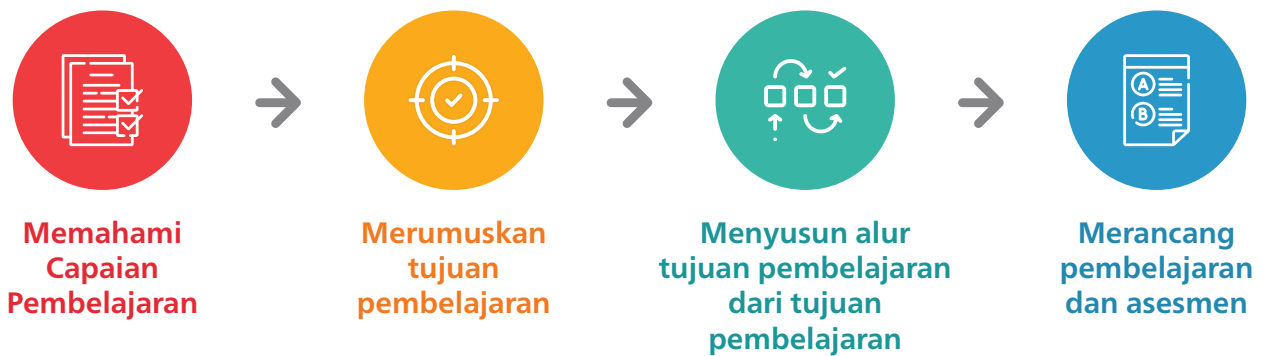 A
B
Memahami
Capaian
Pembelajaran
Merumuskan
tujuan
pembelajaran
Menyusun alur
tujuan pembelajaran
dari tujuan
pembelajaran
Merancang
pembelajaran
dan asesmen